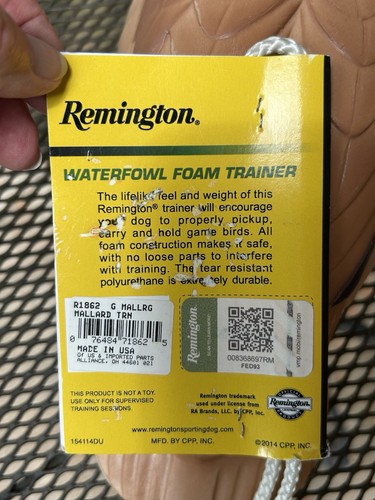 Remington®
WATERFOWL FOAM TRAINER
The lifelike feel and weight of this
Remington® trainer will encourage
your dog to properly pickup,
carry and hold game birds. All
foam construction makes it safe,
with no loose parts to interfere
with training. The tear resistant
polyurethane is extremely durable.
R1862 G MALLRG
MALLARD TRN
0 76484 71862 5
MADE IN USA
OF US & IMPORTED PARTS
ALLIANCE, OH 44601 021
Remington
008368697RM
FED93
THIS PRODUCT IS NOT A TOY
USE ONLY FOR SUPERVISED
TRAINING SESSIONS.
Remington trademark
used under license from
RA Brands, LLC. by CPP, Inc.
Remington
www.remingtonsportingdog.com
154114DU
MFD. BY CPP, INC.
©2014 CPP, INC.